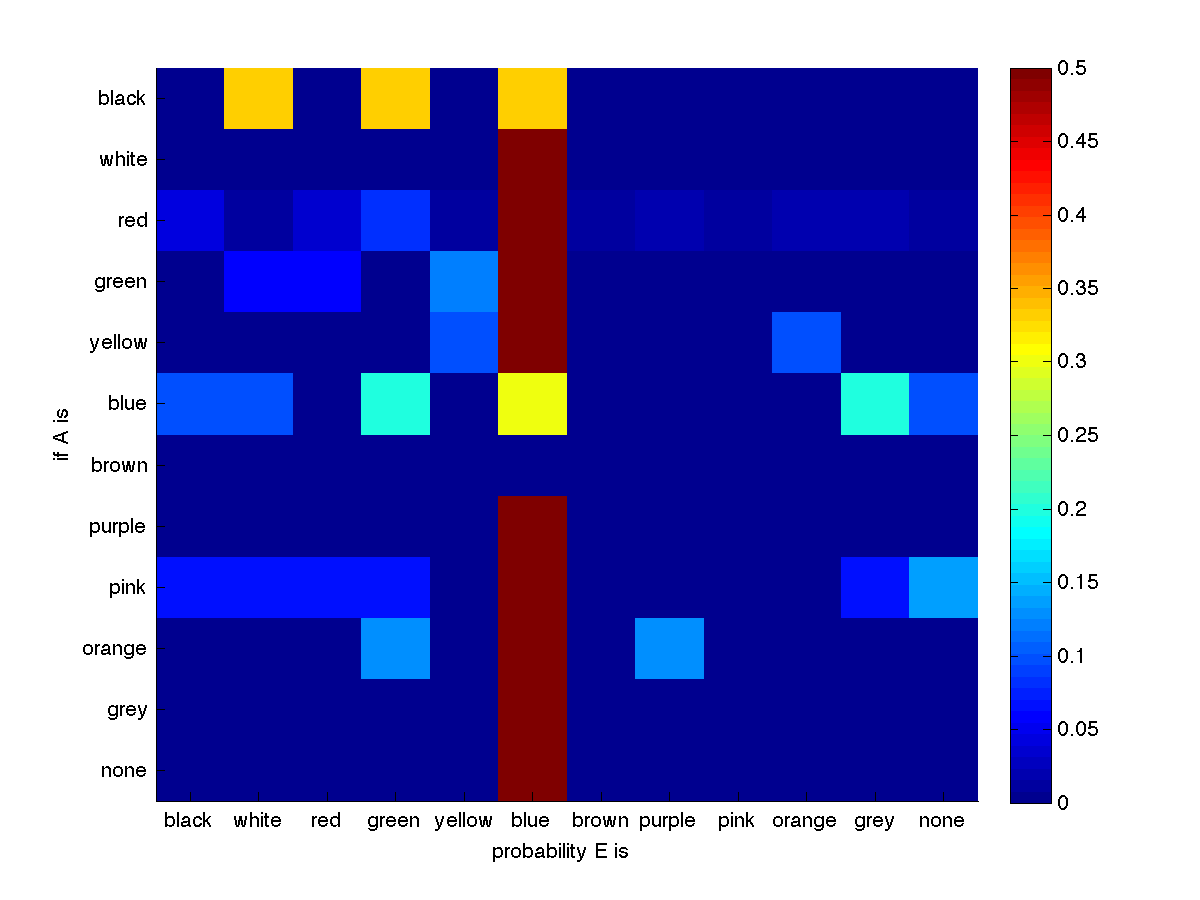 black
white
red
green
yellow
blue
brown
purple
pink
orange
grey
none
if A is
black white red green yellow blue brown purple pink orange grey none
probability E is
0.5
0.45
0.4
0.35
0.3
0.25
0.2
0.15
0.1
0.05
0